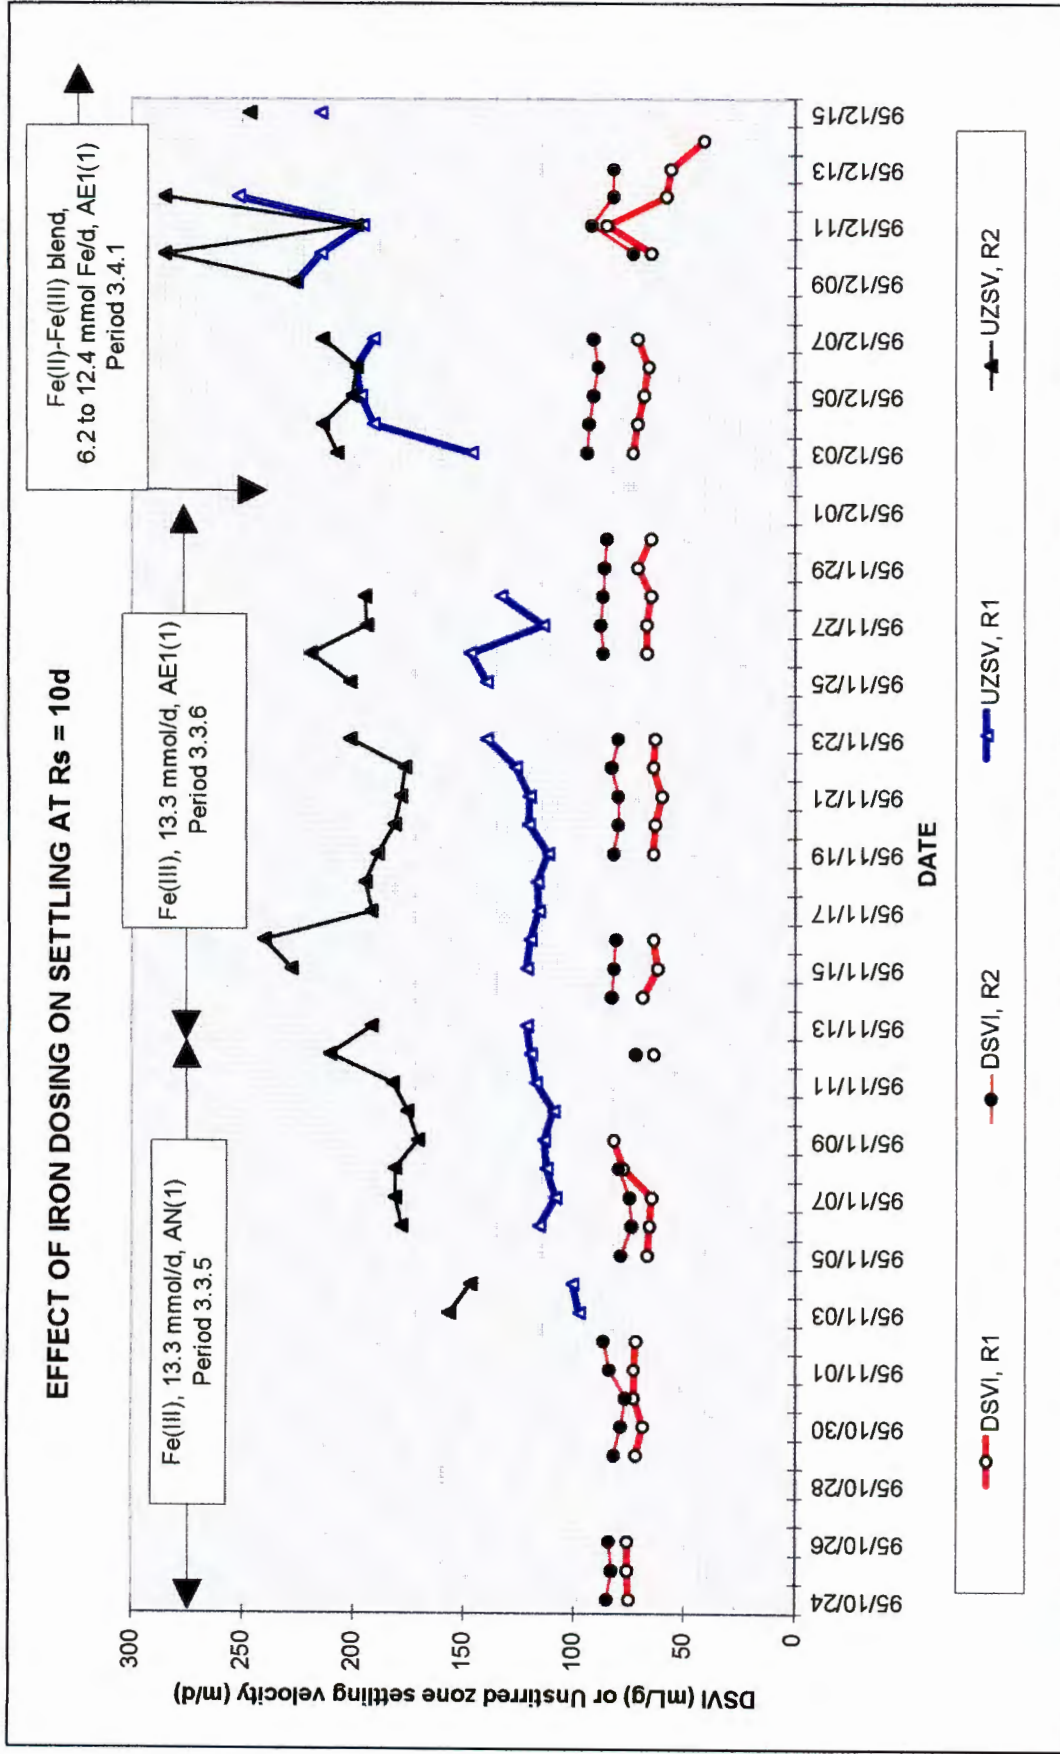 EFFECT OF IRON DOSING ON SETTLING AT Rs = 10d
Fe(III), 13.3 mmol/d, AN(1)
Period 3.3.5
Fe(III), 13.3 mmol/d, AE1(1)
Period 3.3.6
Fe(II)-Fe(III) blend,
6.2 to 12.4 mmol Fe/d, AE1(1)
Period 3.4.1
DSVI (mL/g) or Unstirred zone settling velocity (m/d)
300
250
200
150
100
50
0
95/10/24
95/10/26
95/10/28
95/10/30
95/11/01
95/11/03
95/11/05
95/11/07
95/11/09
95/11/11
95/11/13
95/11/15
95/11/17
95/11/19
95/11/21
95/11/23
95/11/25
95/11/27
95/11/29
95/12/01
95/12/03
95/12/05
95/12/07
95/12/09
95/12/11
95/12/13
95/12/15
DATE
DSVI, R1
DSVI, R2
UZSV, R1
UZSV, R2